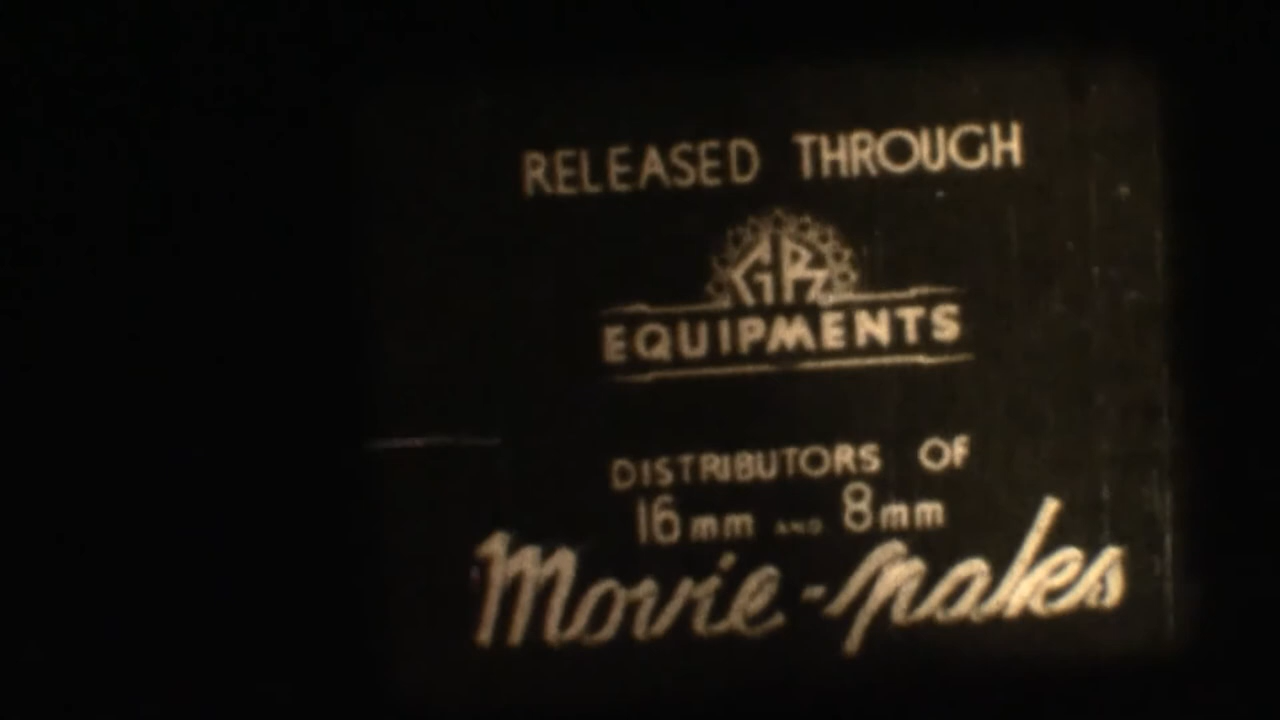 RELEASED THROUGH
GB
EQUIPMENTS
DISTRIBUTORS OF
16mm AND 8mm
Movie-paks